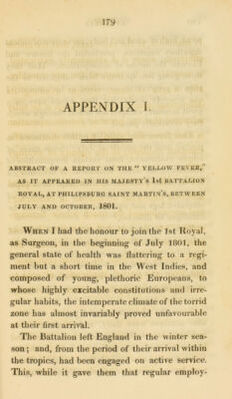 179
APPENDIX I.
ABSTRACT OF A REPORT ON THE "YELLOW FEVER,"
AS IT APPEARED IN HIS MAJESTY'S 1st BATTALION
ROYAL, AT PHILIPSBURG SAINT MARTIN'S, BETWEEN
JULY AND OCTOBER, 1801.
WHEN I had the honour to join the 1st Royal,
as Surgeon, in the beginning of July 1801, the
general state of health was flattering to a regi-
ment but a short time in the West Indies, and
composed of young, plethoric Europeans, to
whose highly excitable constitutions and irre-
gular habits, the intemperate climate of the torrid
zone has almost invariably proved unfavourable
at their first arrival.
The Battalion left England in the winter sea-
son; and, from the period of their arrival within
the tropics, had been engaged on active service.
This, while it gave them that regular employ-